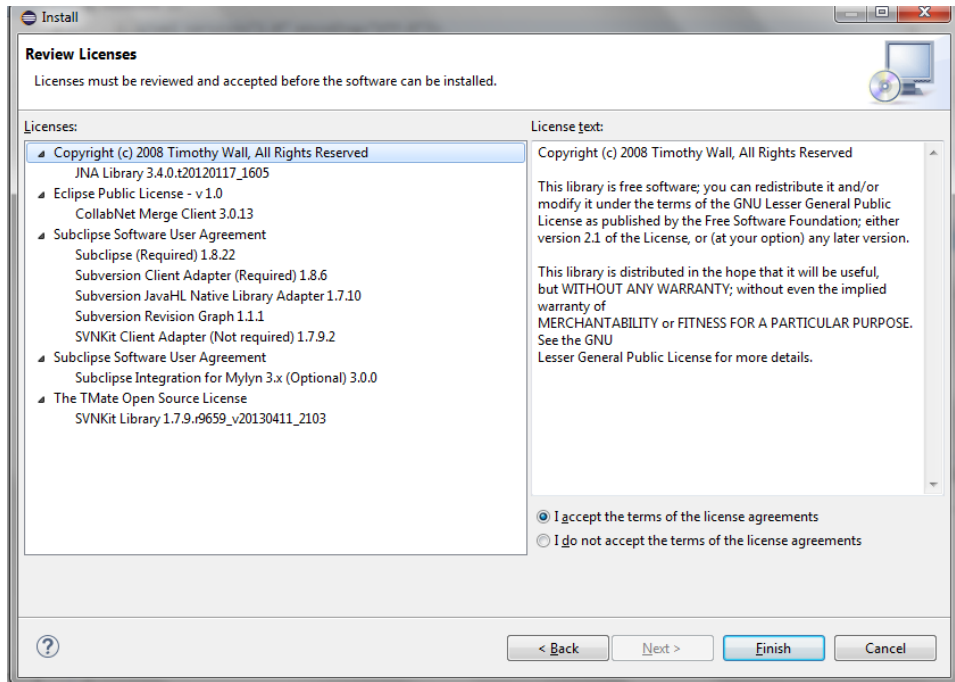 Install
Review Licenses
Licenses must be reviewed and accepted before the software can be installed.
Licenses:
Copyright (c) 2008 Timothy Wall, All Rights Reserved
JNA Library 3.4.0.t20120117_1605
Eclipse Public License - v 1.0
CollabNet Merge Client 3.0.13
Subclipse Software User Agreement
Subclipse (Required) 1.8.22
Subversion Client Adapter (Required) 1.8.6
Subversion JavaHL Native Library Adapter 1.7.10
Subversion Revision Graph 1.1.1
SVNKit Client Adapter (Not required) 1.7.9.2
Subclipse Software User Agreement
Subclipse Integration for Mylyn 3.x (Optional) 3.0.0
The TMate Open Source License
SVNKit Library 1.7.9.r9659_v20130411_2103
License text:
Copyright (c) 2008 Timothy Wall, All Rights Reserved
This library is free software; you can redistribute it and/or
modify it under the terms of the GNU Lesser General Public
License as published by the Free Software Foundation; either
version 2.1 of the License, or (at your option) any later version.
This library is distributed in the hope that it will be useful,
but WITHOUT ANY WARRANTY; without even the implied
warranty of
MERCHANTABILITY or FITNESS FOR A PARTICULAR PURPOSE.
See the GNU
Lesser General Public License for more details.
I accept the terms of the license agreements
I do not accept the terms of the license agreements
?
< Back
Next >
Finish
Cancel